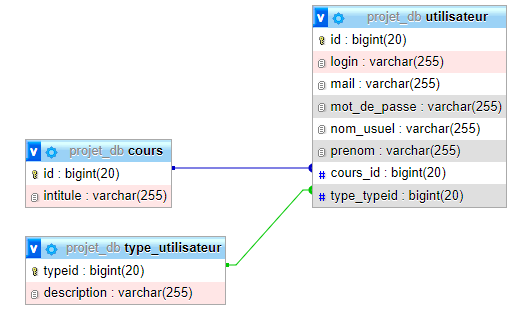 v projet_db utilisateur
id : bigint(20)
login : varchar(255)
mail : varchar(255)
mot_de_passe : varchar(255)
nom_usuel : varchar(255)
prenom : varchar(255)
# cours_id : bigint(20)
# type_typeid : bigint(20)
v projet_db cours
id : bigint(20)
intitule : varchar(255)
v projet_db type_utilisateur
typeid : bigint(20)
description : varchar(255)